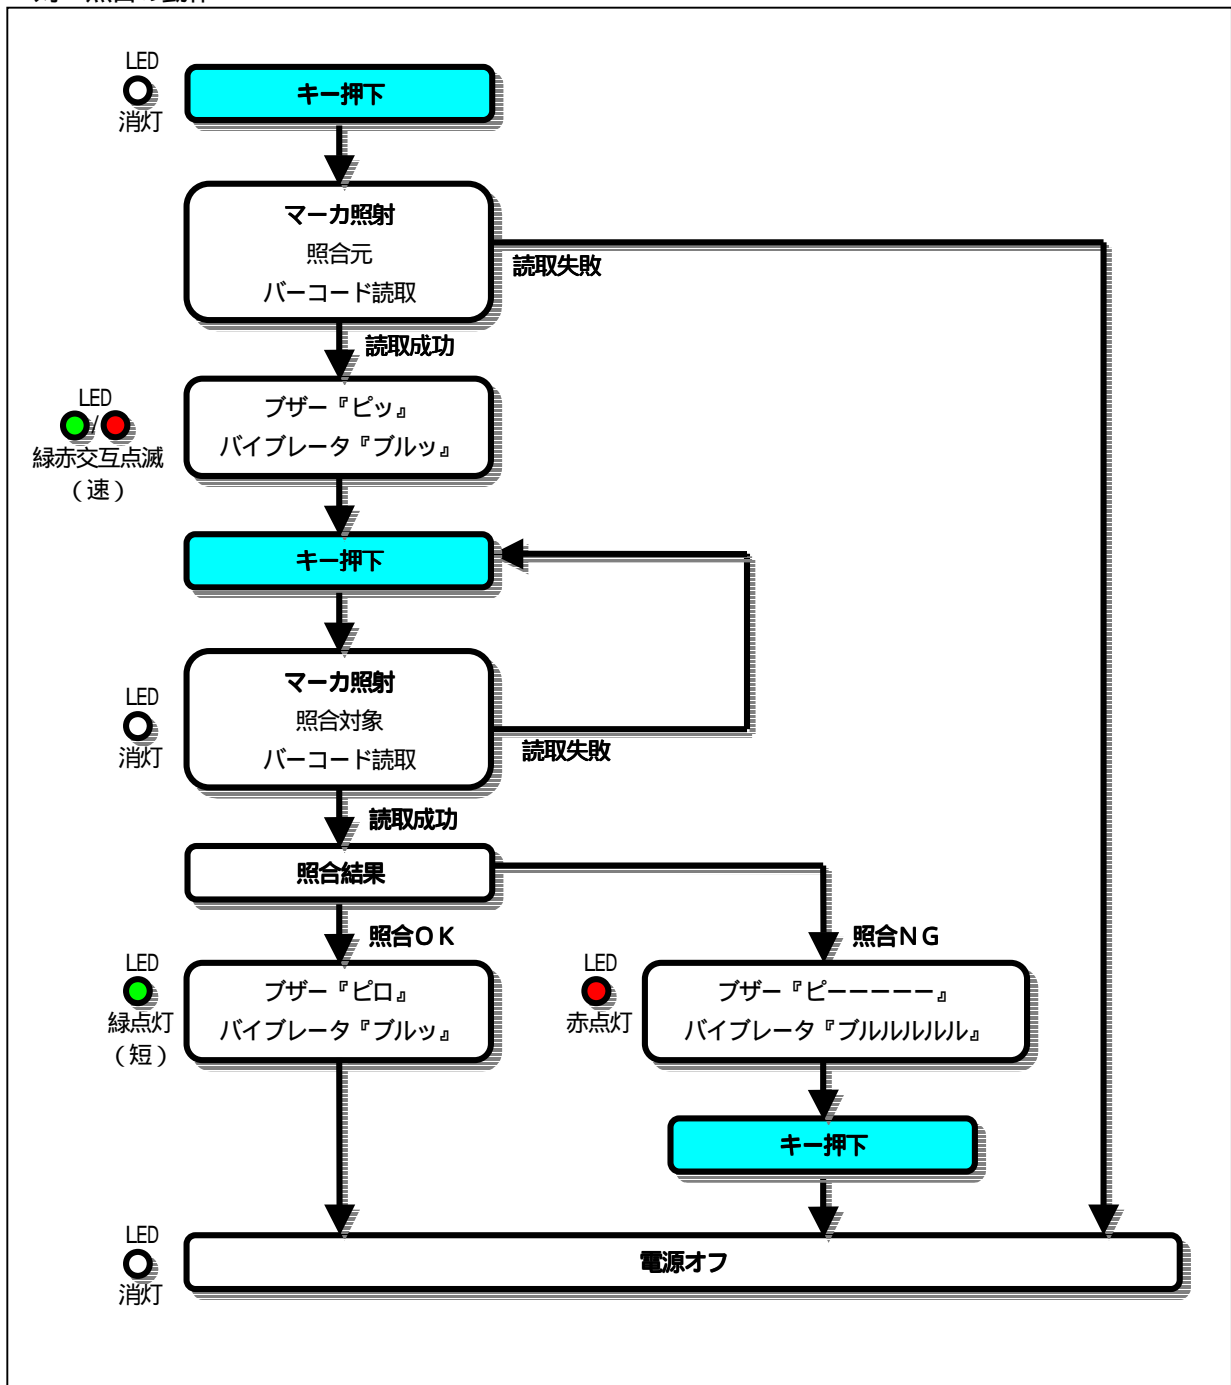 LED
消灯
キー押下
マーカ照射
照合元
バーコード読取
読取失敗
読取成功
LED
/
緑赤交互点滅
（速）
ブザー『ピッ』
バイブレータ『ブルッ』
キー押下
LED
消灯
マーカ照射
照合対象
バーコード読取
読取失敗
読取成功
照合結果
照合ＯＫ
照合ＮＧ
LED
緑点灯
（短）
ブザー『ピロ』
バイブレータ『ブルッ』
LED
赤点灯
ブザー『ピーーーーー』
バイブレータ『ブルルルルル』
キー押下
LED
消灯
電源オフ